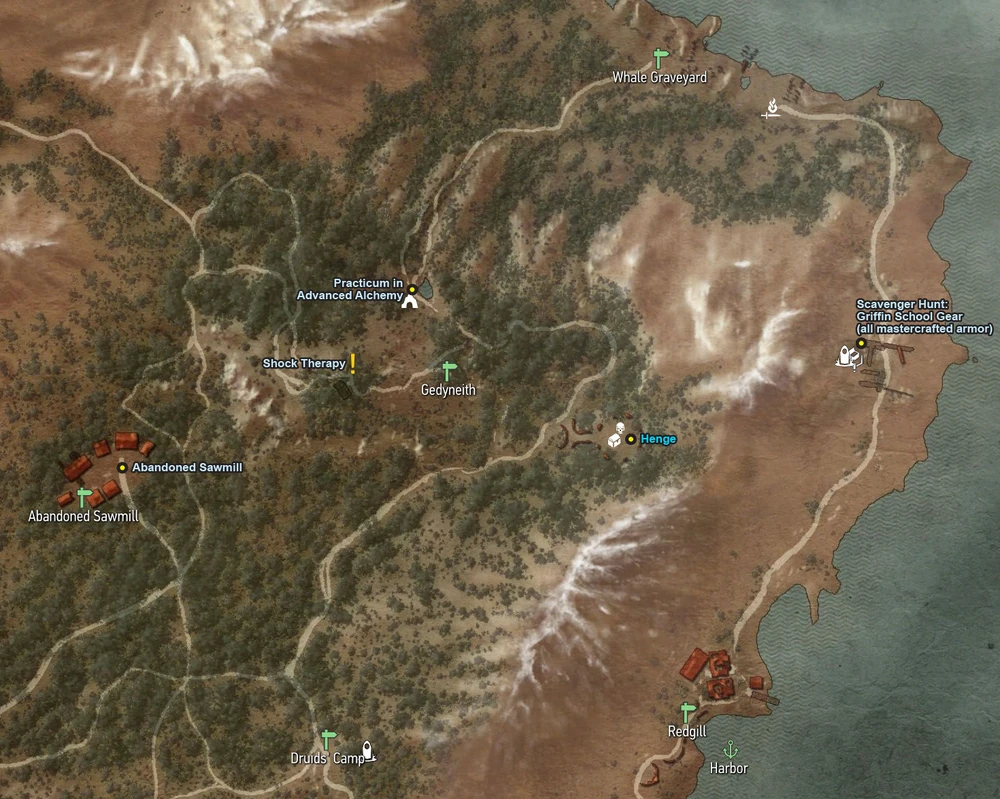 Whale Graveyard
Practicum in
Advanced Alchemy
Scavenger Hunt:
Griffin School Gear
(all mastercrafted armor)
Shock Therapy
Gedyneith
Henge
Abandoned Sawmill
Abandoned Sawmill
Redgill
Druids' Camp
Harbor